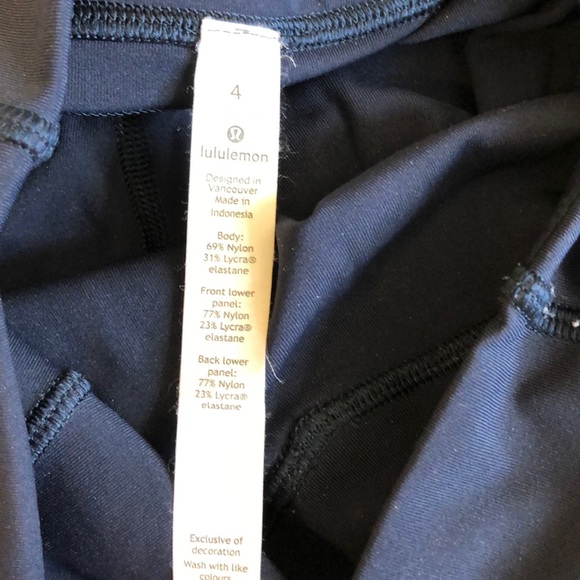 4
lululemon
Designed in
Vancouver
Made in
Indonesia
Body:
69% Nylon
31% Lycra®
elastane
Front lower
panel:
77% Nylon
23% Lycra®
elastane
Back lower
panel:
77% Nylon
23% Lycra®
elastane
Exclusive of
decoration
Wash with like
colours